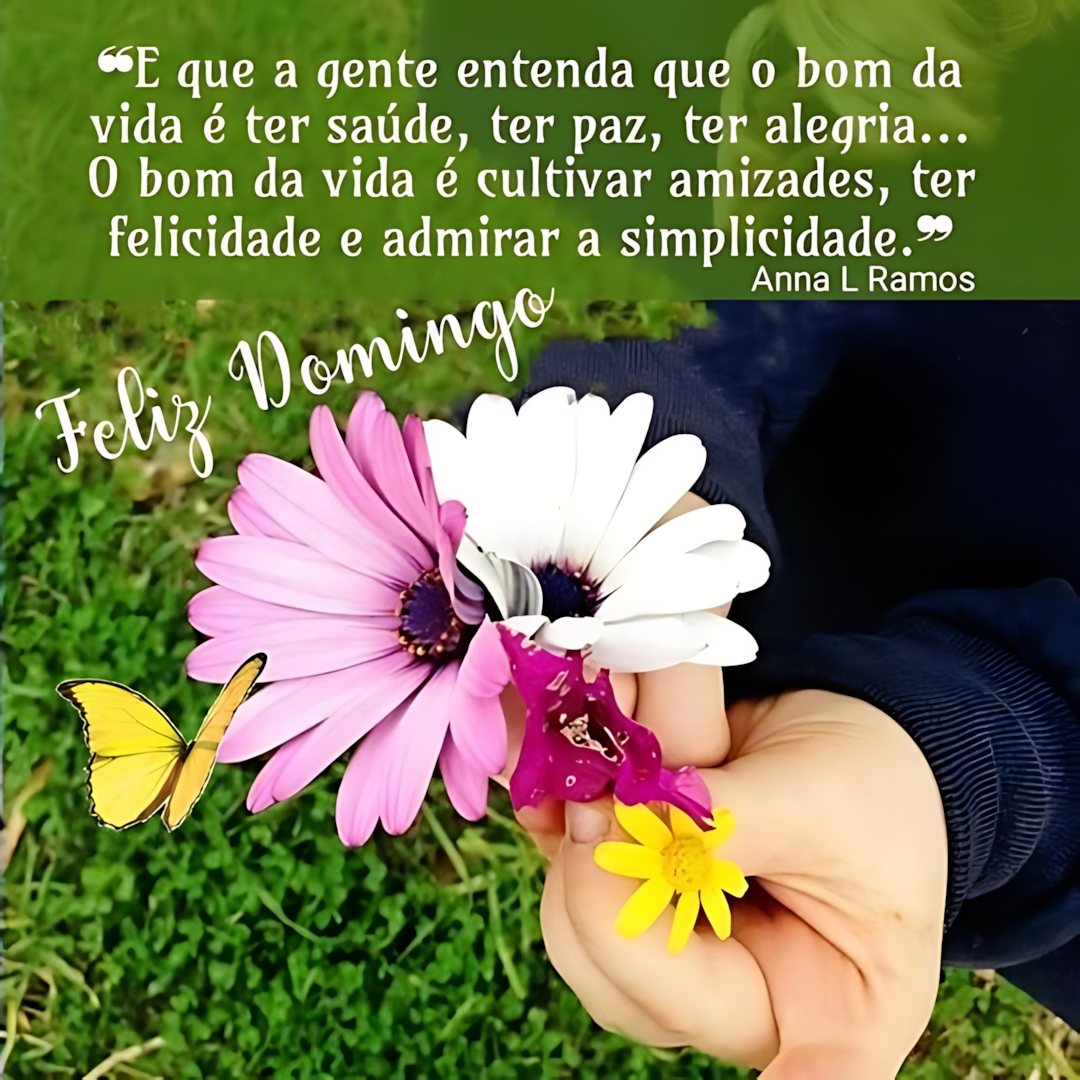 ❝E que a gente entenda que o bom da
vida é ter saúde, ter paz, ter alegria...
O bom da vida é cultivar amizades, ter
felicidade e admirar a simplicidade.❞
Anna L Ramos
Feliz Domingo